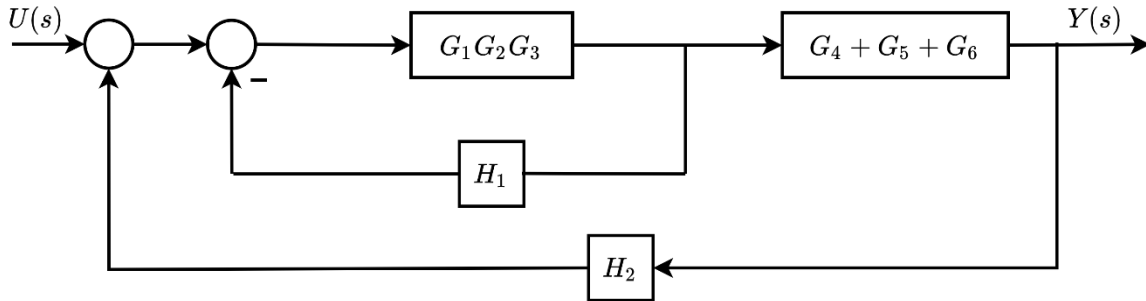 U(s)
G₁G₂G₃
G₄ + G₅ + G₆
Y(s)
−
H₁
H₂